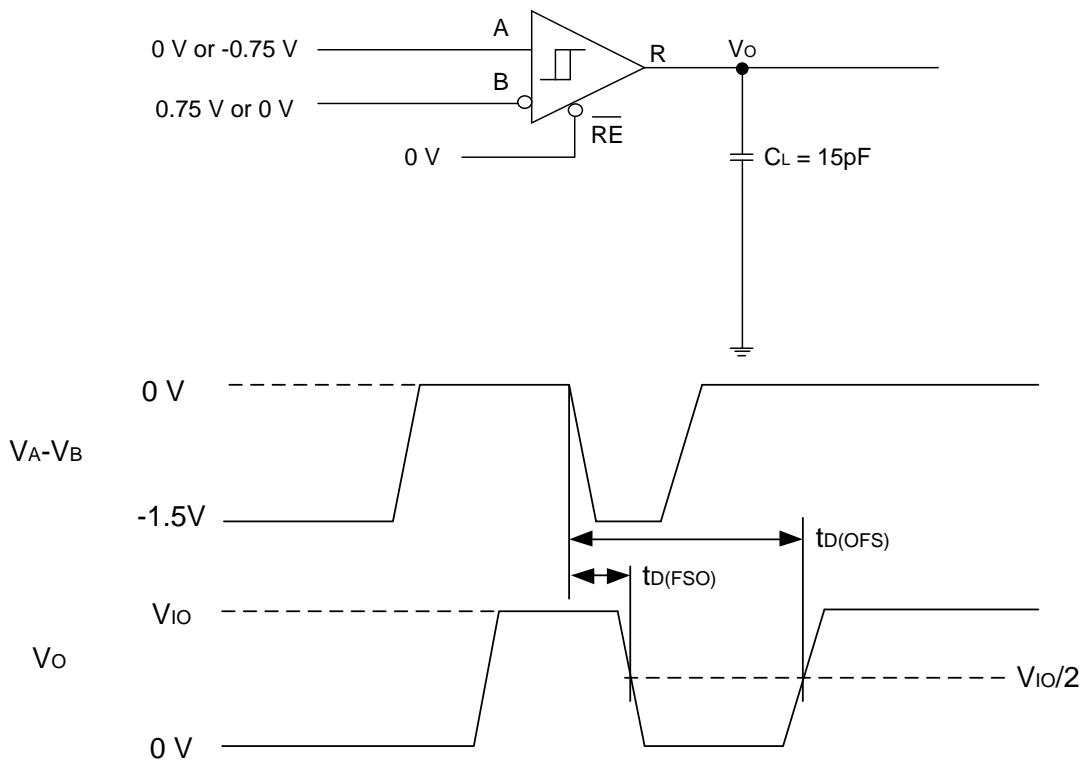 A
0 V or -0.75 V
R
VO
B
0.75 V or 0 V
RE
0 V
CL = 15pF
0 V
VA-VB
-1.5V
tD(OFS)
tD(FSO)
VIO
VO
VIO/2
0 V